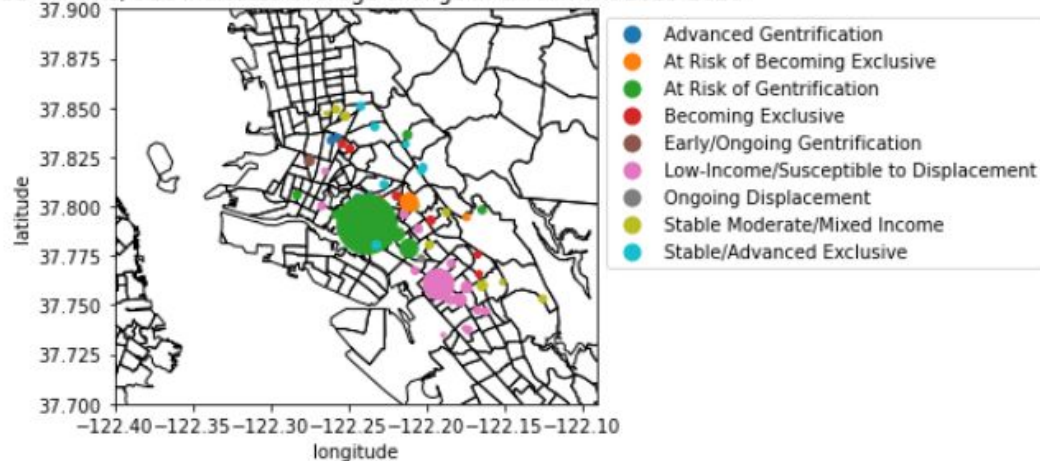 37.900
37.875
37.850
37.825
37.800
37.775
37.750
37.725
37.700
latitude
−122.40 −122.35 −122.30 −122.25 −122.20 −122.15 −122.10
longitude
Advanced Gentrification
At Risk of Becoming Exclusive
At Risk of Gentrification
Becoming Exclusive
Early/Ongoing Gentrification
Low-Income/Susceptible to Displacement
Ongoing Displacement
Stable Moderate/Mixed Income
Stable/Advanced Exclusive